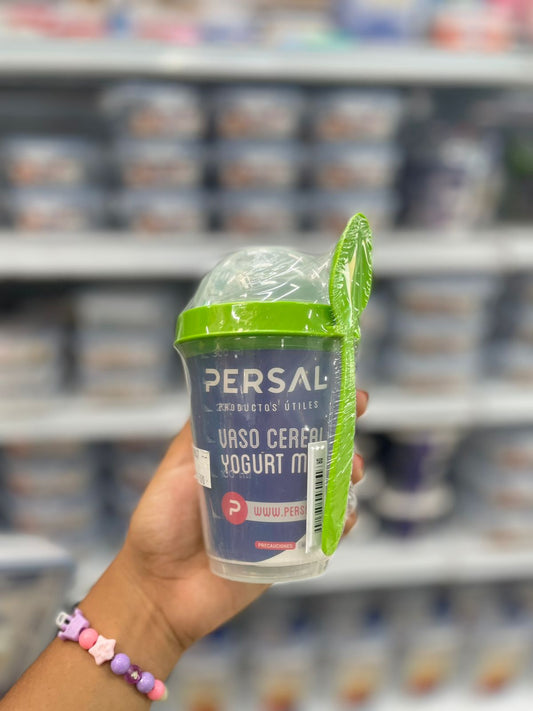 PERSAL
PRODUCTOS ÚTILES
VASO CEREAL
YOGURT M
WWW.PERS
PRECAUCIONES